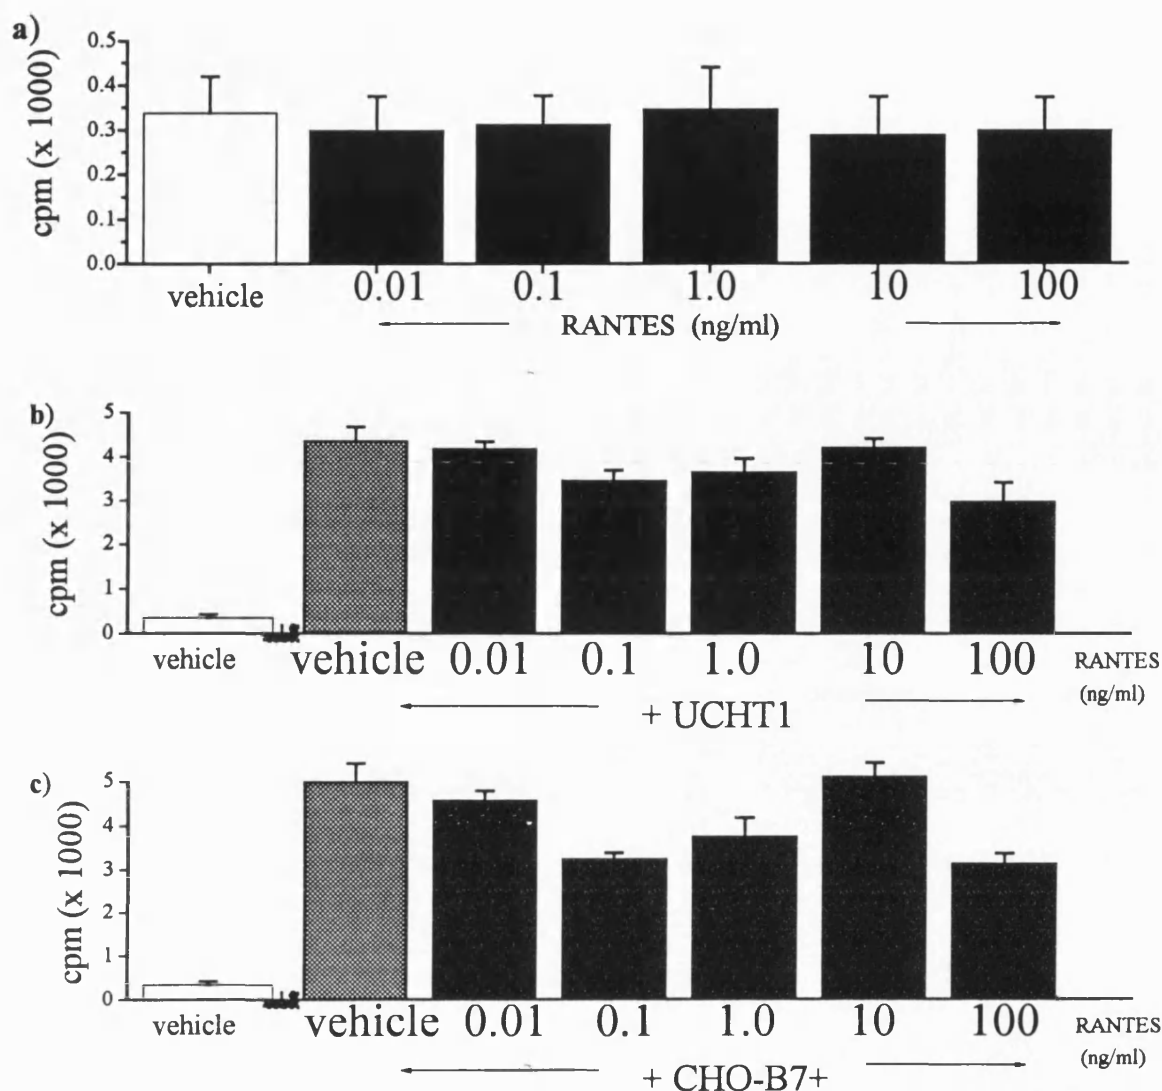 a)
cpm (x 1000)
0.5
0.4
0.3
0.2
0.1
0.0
vehicle 0.01 0.1 1.0 10 100
RANTES (ng/ml)
b)
cpm (x 1000)
5
4
3
2
1
0
vehicle vehicle 0.01 0.1 1.0 10 100 RANTES
(ng/ml)
+ UCHT1
c)
cpm (x 1000)
5
4
3
2
1
0
vehicle vehicle 0.01 0.1 1.0 10 100 RANTES
(ng/ml)
+ CHO-B7+